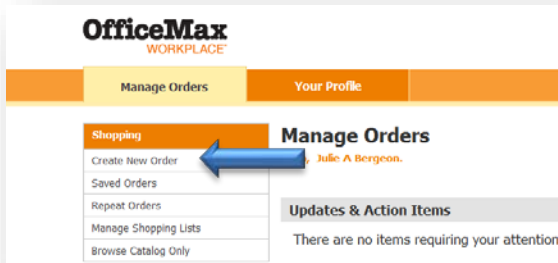 OfficeMax
WORKPLACE
Manage Orders
Your Profile
Shopping
Create New Order
Saved Orders
Repeat Orders
Manage Shopping Lists
Browse Catalog Only
Manage Orders
Julie A Bergeon.
Updates & Action Items
There are no items requiring your attention